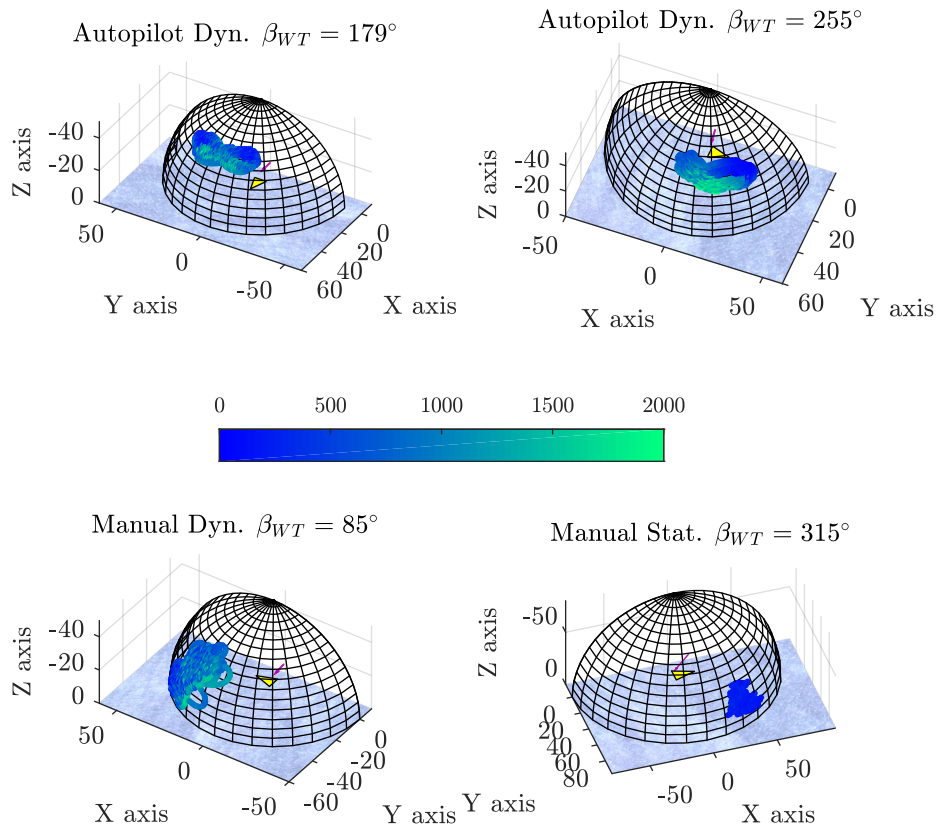 Autopilot Dyn. β_WT = 179°
Autopilot Dyn. β_WT = 255°
Z axis
-40
-20
0
50
0
-50
Y axis
0
20
40
60
X axis
Z axis
-40
-20
0
-50
0
50
X axis
0
20
40
60
Y axis
0 500 1000 1500 2000
Manual Dyn. β_WT = 85°
Manual Stat. β_WT = 315°
Z axis
-40
-20
0
50
0
-50
X axis
0
-20
-40
-60
Y axis
Z axis
-50
0
0
20
40
60
80
Y axis
-50
0
50
X axis